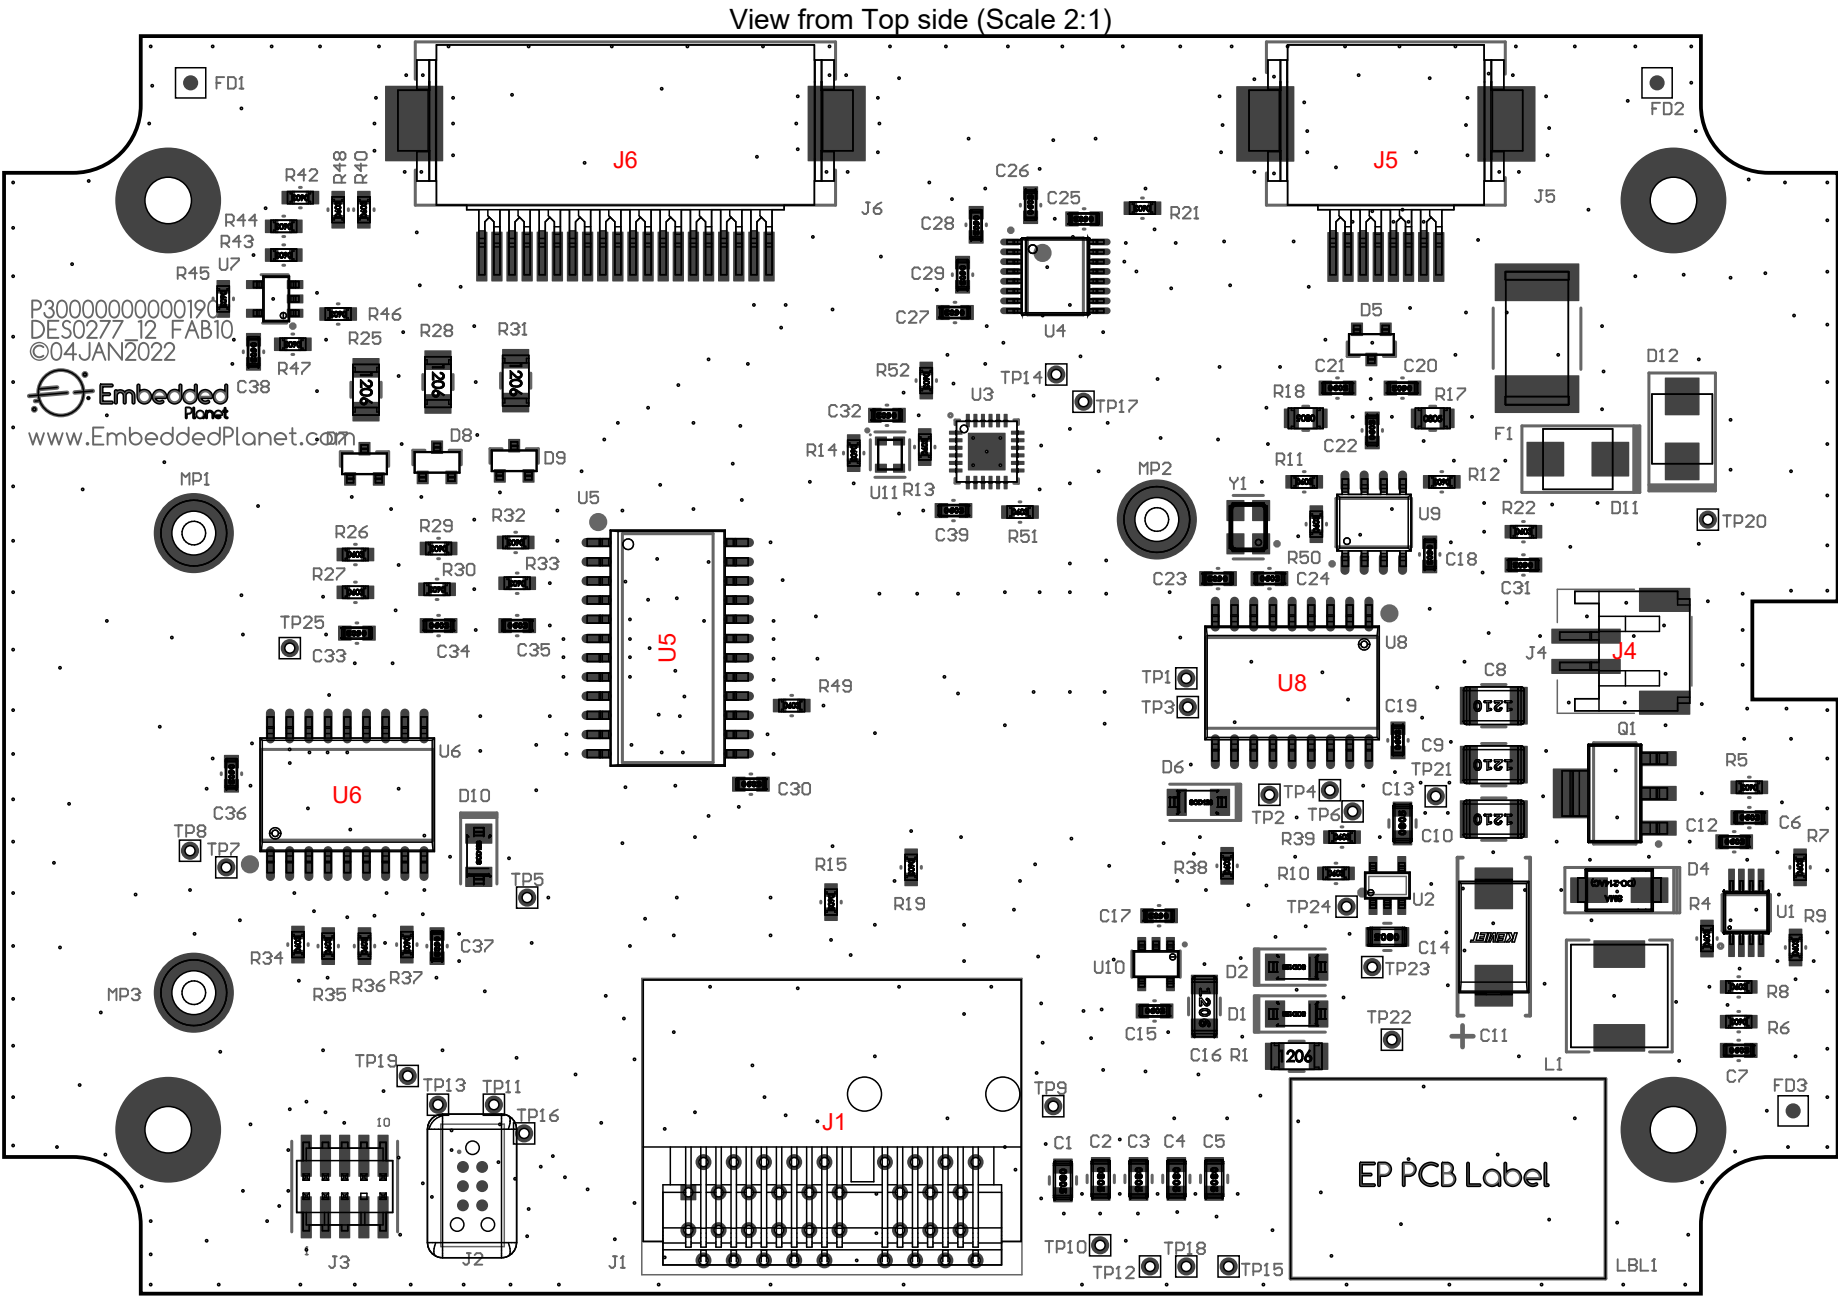 View from Top side (Scale 2:1)
FD1
FD2
J6
J5
J6
J5
R42
R48
R40
R44
R43
R45
U7
C26
C25
C28
R21
C29
C27
U4
P30000000000190
DES0277_12 FAB10
©04JAN2022
R46
R25
R28
R31
R47
C38
206
206
206
Embedded
Planet
www.EmbeddedPlanet.com
D7
D8
D9
R52
TP14
TP17
U3
C32
R14
U11
R13
C39
R51
D5
C21
C20
R18
R17
C22
F1
D12
D11
R11
R12
MP1
MP2
Y1
U9
R50
C18
R22
C31
TP20
U5
R26
R29
R32
R27
R30
R33
C23
C24
TP25
C33
C34
C35
U5
R49
C30
U8
U8
TP1
TP3
J4
J4
C8
1210
C19
C9
1210
TP21
C10
1210
Q1
R5
U6
U6
C36
D10
TP8
TP7
TP5
D6
TP2
TP4
TP6
C13
R39
R10
R38
TP24
U2
C12
C6
R7
D4
R4
U1
R9
R15
R19
C17
U10
C15
1206
C16
D2
D1
R1
1206
C14
TP23
TP22
KEMET
+ C11
L1
R8
R6
C7
FD3
R34
R35
R36
R37
C37
MP3
TP19
TP13
TP11
TP16
TP9
J1
J1
10
J3
J2
C1
C2
C3
C4
C5
TP10
TP12
TP18
TP15
EP PCB Label
LBL1